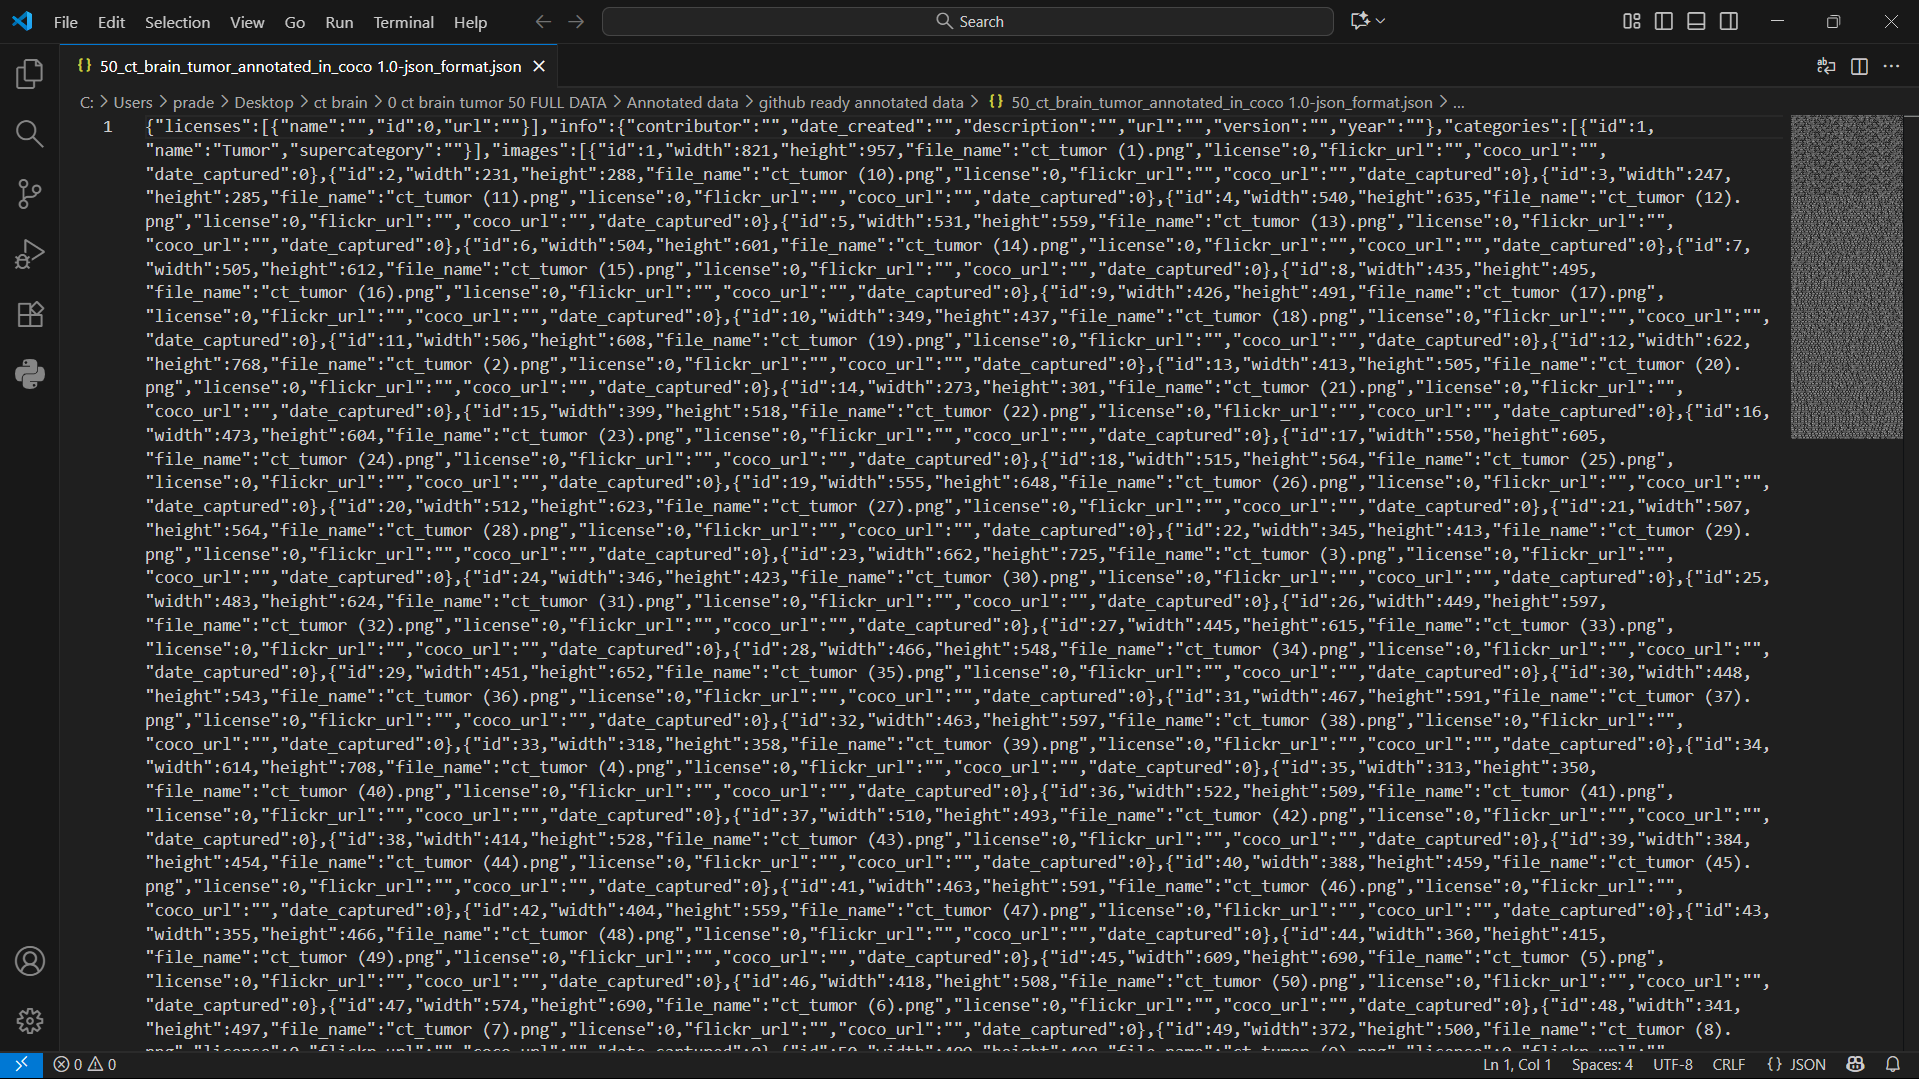 File Edit Selection View Go Run Terminal Help Search
50_ct_brain_tumor_annotated_in_coco 1.0-json_format.json
C: > Users > prade > Desktop > ct brain > 0 ct brain tumor 50 FULL DATA > Annotated data > github ready annotated data > {} 50_ct_brain_tumor_annotated_in_coco 1.0-json_format.json > ...
1 {"licenses":[{"name":"","id":0,"url":""}],"info":{"contributor":"","date_created":"","description":"","url":"","version":"","year":""},"categories":[{"id":1,
"name":"Tumor","supercategory":""}],"images":[{"id":1,"width":821,"height":957,"file_name":"ct_tumor (1).png","license":0,"flickr_url":"","coco_url":"",
"date_captured":0},{"id":2,"width":231,"height":288,"file_name":"ct_tumor (10).png","license":0,"flickr_url":"","coco_url":"","date_captured":0},{"id":3,"width":247,
"height":285,"file_name":"ct_tumor (11).png","license":0,"flickr_url":"","coco_url":"","date_captured":0},{"id":4,"width":540,"height":635,"file_name":"ct_tumor (12).
png","license":0,"flickr_url":"","coco_url":"","date_captured":0},{"id":5,"width":531,"height":559,"file_name":"ct_tumor (13).png","license":0,"flickr_url":"",
"coco_url":"","date_captured":0},{"id":6,"width":504,"height":601,"file_name":"ct_tumor (14).png","license":0,"flickr_url":"","coco_url":"","date_captured":0},{"id":7,
"width":505,"height":612,"file_name":"ct_tumor (15).png","license":0,"flickr_url":"","coco_url":"","date_captured":0},{"id":8,"width":435,"height":495,
"file_name":"ct_tumor (16).png","license":0,"flickr_url":"","coco_url":"","date_captured":0},{"id":9,"width":426,"height":491,"file_name":"ct_tumor (17).png",
"license":0,"flickr_url":"","coco_url":"","date_captured":0},{"id":10,"width":349,"height":437,"file_name":"ct_tumor (18).png","license":0,"flickr_url":"","coco_url":"",
"date_captured":0},{"id":11,"width":506,"height":608,"file_name":"ct_tumor (19).png","license":0,"flickr_url":"","coco_url":"","date_captured":0},{"id":12,"width":622,
"height":768,"file_name":"ct_tumor (2).png","license":0,"flickr_url":"","coco_url":"","date_captured":0},{"id":13,"width":413,"height":505,"file_name":"ct_tumor (20).
png","license":0,"flickr_url":"","coco_url":"","date_captured":0},{"id":14,"width":273,"height":301,"file_name":"ct_tumor (21).png","license":0,"flickr_url":"",
"coco_url":"","date_captured":0},{"id":15,"width":399,"height":518,"file_name":"ct_tumor (22).png","license":0,"flickr_url":"","coco_url":"","date_captured":0},{"id":16,
"width":473,"height":604,"file_name":"ct_tumor (23).png","license":0,"flickr_url":"","coco_url":"","date_captured":0},{"id":17,"width":550,"height":605,
"file_name":"ct_tumor (24).png","license":0,"flickr_url":"","coco_url":"","date_captured":0},{"id":18,"width":515,"height":564,"file_name":"ct_tumor (25).png",
"license":0,"flickr_url":"","coco_url":"","date_captured":0},{"id":19,"width":555,"height":648,"file_name":"ct_tumor (26).png","license":0,"flickr_url":"","coco_url":"",
"date_captured":0},{"id":20,"width":512,"height":623,"file_name":"ct_tumor (27).png","license":0,"flickr_url":"","coco_url":"","date_captured":0},{"id":21,"width":507,
"height":564,"file_name":"ct_tumor (28).png","license":0,"flickr_url":"","coco_url":"","date_captured":0},{"id":22,"width":345,"height":413,"file_name":"ct_tumor (29).
png","license":0,"flickr_url":"","coco_url":"","date_captured":0},{"id":23,"width":662,"height":725,"file_name":"ct_tumor (3).png","license":0,"flickr_url":"",
"coco_url":"","date_captured":0},{"id":24,"width":346,"height":423,"file_name":"ct_tumor (30).png","license":0,"flickr_url":"","coco_url":"","date_captured":0},{"id":25,
"width":483,"height":624,"file_name":"ct_tumor (31).png","license":0,"flickr_url":"","coco_url":"","date_captured":0},{"id":26,"width":449,"height":597,
"file_name":"ct_tumor (32).png","license":0,"flickr_url":"","coco_url":"","date_captured":0},{"id":27,"width":445,"height":615,"file_name":"ct_tumor (33).png",
"license":0,"flickr_url":"","coco_url":"","date_captured":0},{"id":28,"width":466,"height":548,"file_name":"ct_tumor (34).png","license":0,"flickr_url":"","coco_url":"",
"date_captured":0},{"id":29,"width":451,"height":652,"file_name":"ct_tumor (35).png","license":0,"flickr_url":"","coco_url":"","date_captured":0},{"id":30,"width":448,
"height":543,"file_name":"ct_tumor (36).png","license":0,"flickr_url":"","coco_url":"","date_captured":0},{"id":31,"width":467,"height":591,"file_name":"ct_tumor (37).
png","license":0,"flickr_url":"","coco_url":"","date_captured":0},{"id":32,"width":463,"height":597,"file_name":"ct_tumor (38).png","license":0,"flickr_url":"",
"coco_url":"","date_captured":0},{"id":33,"width":318,"height":358,"file_name":"ct_tumor (39).png","license":0,"flickr_url":"","coco_url":"","date_captured":0},{"id":34,
"width":614,"height":708,"file_name":"ct_tumor (4).png","license":0,"flickr_url":"","coco_url":"","date_captured":0},{"id":35,"width":313,"height":350,
"file_name":"ct_tumor (40).png","license":0,"flickr_url":"","coco_url":"","date_captured":0},{"id":36,"width":522,"height":509,"file_name":"ct_tumor (41).png",
"license":0,"flickr_url":"","coco_url":"","date_captured":0},{"id":37,"width":510,"height":493,"file_name":"ct_tumor (42).png","license":0,"flickr_url":"","coco_url":"",
"date_captured":0},{"id":38,"width":414,"height":528,"file_name":"ct_tumor (43).png","license":0,"flickr_url":"","coco_url":"","date_captured":0},{"id":39,"width":384,
"height":454,"file_name":"ct_tumor (44).png","license":0,"flickr_url":"","coco_url":"","date_captured":0},{"id":40,"width":388,"height":459,"file_name":"ct_tumor (45).
png","license":0,"flickr_url":"","coco_url":"","date_captured":0},{"id":41,"width":463,"height":591,"file_name":"ct_tumor (46).png","license":0,"flickr_url":"",
"coco_url":"","date_captured":0},{"id":42,"width":404,"height":559,"file_name":"ct_tumor (47).png","license":0,"flickr_url":"","coco_url":"","date_captured":0},{"id":43,
"width":355,"height":466,"file_name":"ct_tumor (48).png","license":0,"flickr_url":"","coco_url":"","date_captured":0},{"id":44,"width":360,"height":415,
"file_name":"ct_tumor (49).png","license":0,"flickr_url":"","coco_url":"","date_captured":0},{"id":45,"width":609,"height":690,"file_name":"ct_tumor (5).png",
"license":0,"flickr_url":"","coco_url":"","date_captured":0},{"id":46,"width":418,"height":508,"file_name":"ct_tumor (50).png","license":0,"flickr_url":"","coco_url":"",
"date_captured":0},{"id":47,"width":574,"height":690,"file_name":"ct_tumor (6).png","license":0,"flickr_url":"","coco_url":"","date_captured":0},{"id":48,"width":341,
"height":497,"file_name":"ct_tumor (7).png","license":0,"flickr_url":"","coco_url":"","date_captured":0},{"id":49,"width":372,"height":500,"file_name":"ct_tumor (8).
0 0 Ln 1, Col 1 Spaces: 4 UTF-8 CRLF {} JSON